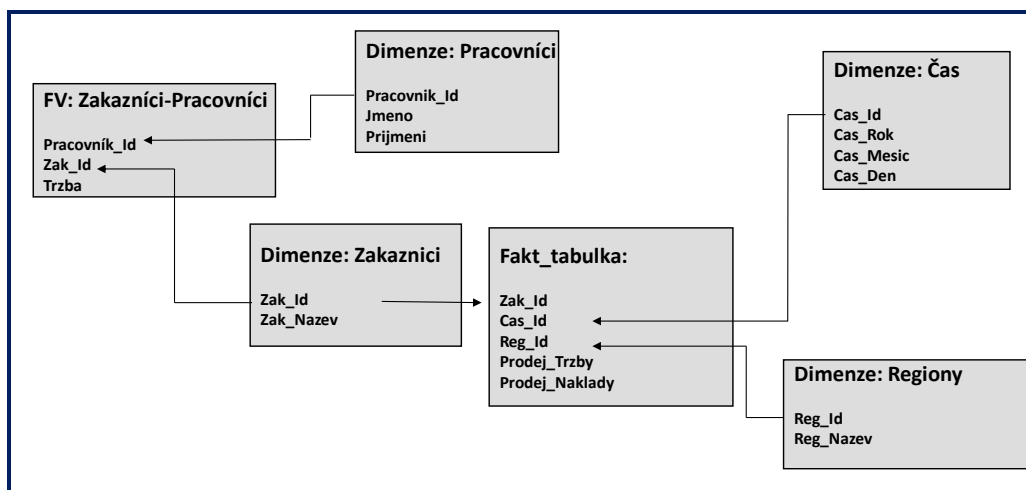 Dimenze: Pracovníci
Pracovnik_Id
Jmeno
Prijmeni
Dimenze: Čas
Cas_Id
Cas_Rok
Cas_Mesic
Cas_Den
FV: Zakazníci-Pracovníci
Pracovník_Id
Zak_Id
Trzba
Dimenze: Zakaznici
Zak_Id
Zak_Nazev
Fakt_tabulka:
Zak_Id
Cas_Id
Reg_Id
Prodej_Trzby
Prodej_Naklady
Dimenze: Regiony
Reg_Id
Reg_Nazev